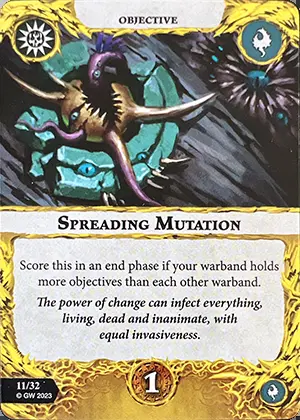 OBJECTIVE
SPREADING MUTATION
Score this in an end phase if your warband holds
more objectives than each other warband.
The power of change can infect everything,
living, dead and inanimate, with
equal invasiveness.
11/32
© GW 2023
1